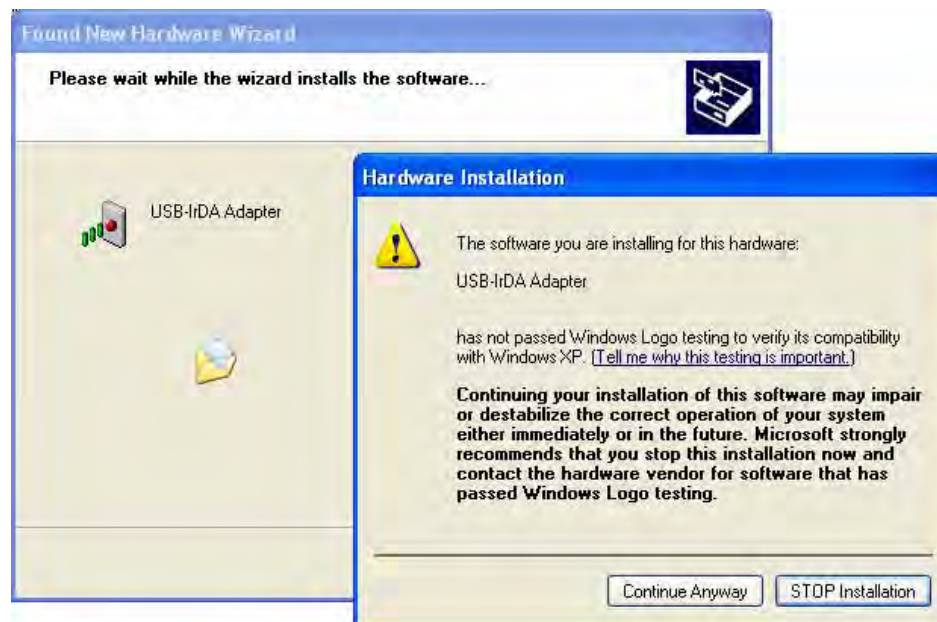 Found New Hardware Wizard
Please wait while the wizard installs the software...
USB-IrDA Adapter
Hardware Installation
The software you are installing for this hardware:
USB-IrDA Adapter
has not passed Windows Logo testing to verify its compatibility
with Windows XP. (Tell me why this testing is important.)
Continuing your installation of this software may impair
or destabilize the correct operation of your system
either immediately or in the future. Microsoft strongly
recommends that you stop this installation now and
contact the hardware vendor for software that has
passed Windows Logo testing.
Continue Anyway
STOP Installation